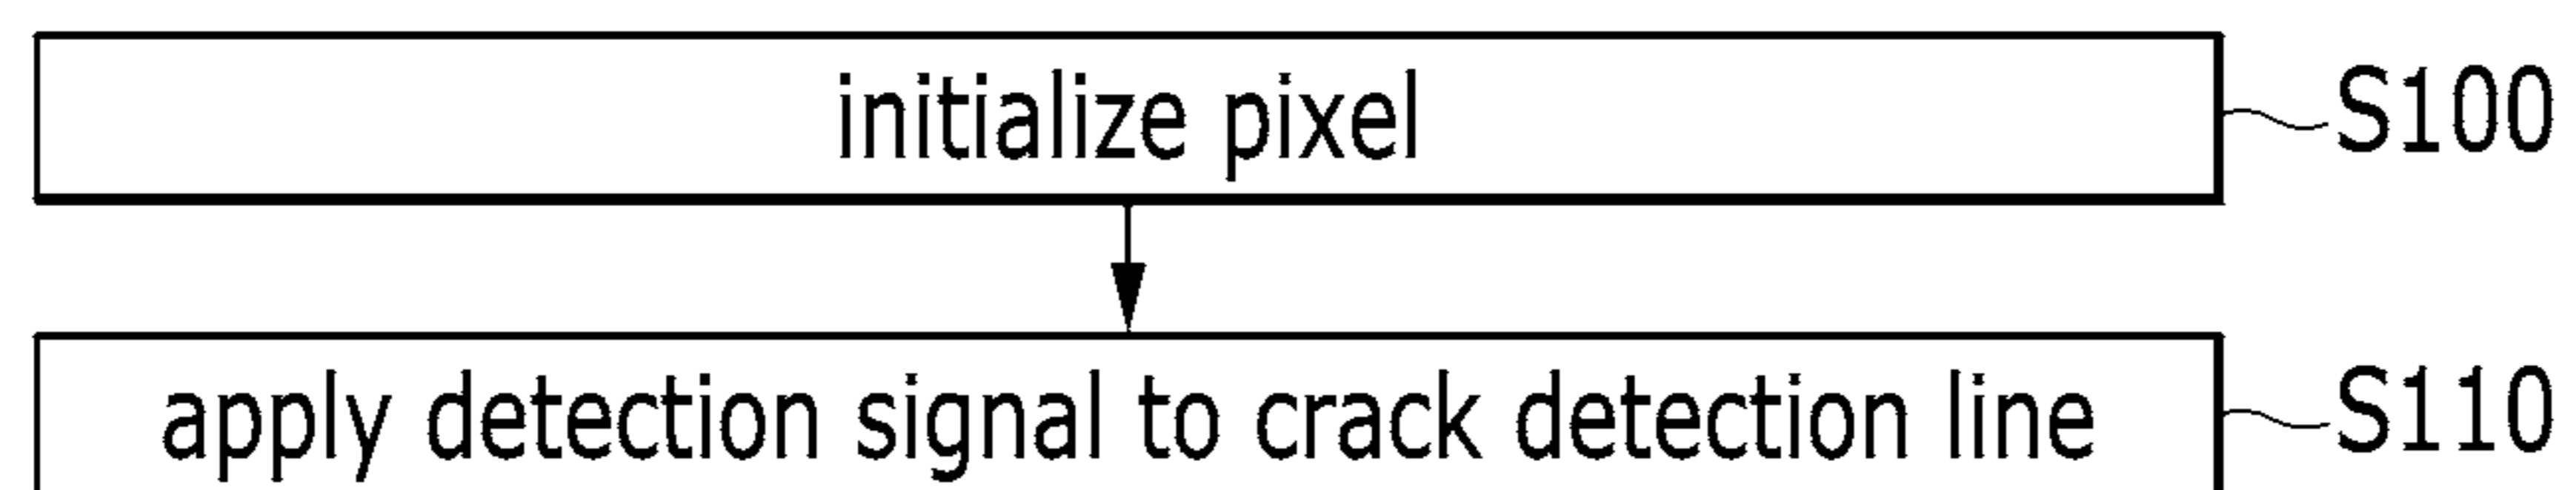 initialize pixel S100
apply detection signal to crack detection line S110